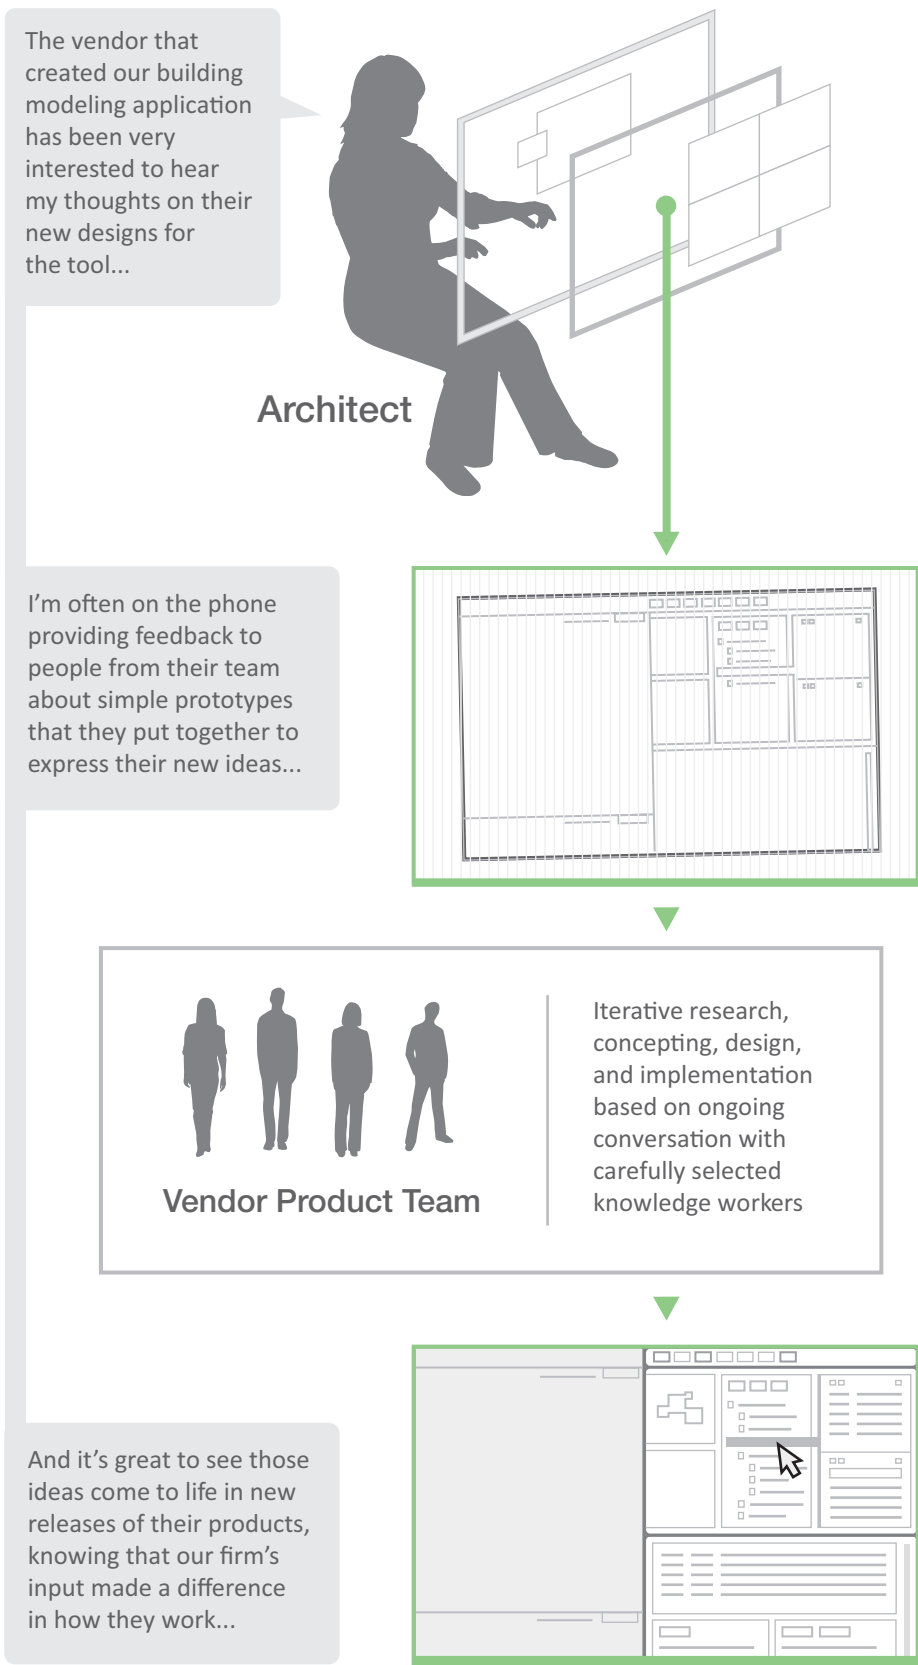 The vendor that
created our building
modeling application
has been very
interested to hear
my thoughts on their
new designs for
the tool...
Architect
I'm often on the phone
providing feedback to
people from their team
about simple prototypes
that they put together to
express their new ideas...
Vendor Product Team
Iterative research,
concepting, design,
and implementation
based on ongoing
conversation with
carefully selected
knowledge workers
And it's great to see those
ideas come to life in new
releases of their products,
knowing that our firm's
input made a difference
in how they work...